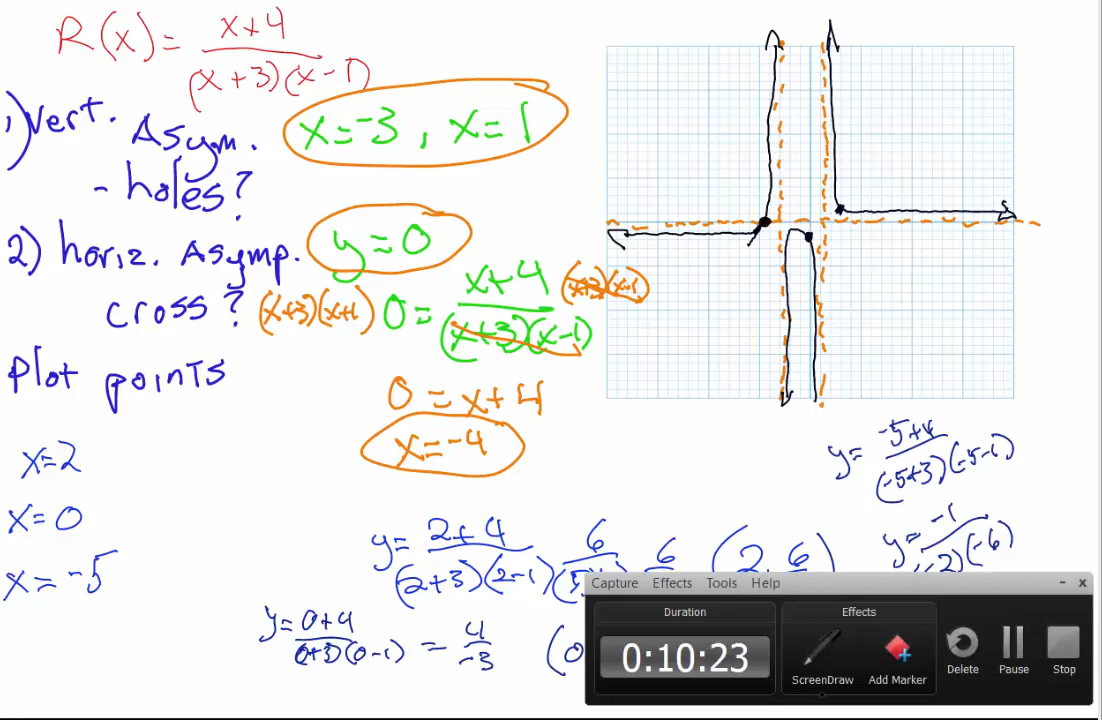 R(x) = x+4 / (x+3)(x-1)
1) Vert. Asym. x=-3, x=1
- holes?
2) horiz. Asymp. y=0
cross? (x+3)(x+1) 0 = x+4 / (x+3)(x-1) (x+3)(x-1)
Plot points
0 = x+4
x=-4
x=2
x=0
x=-5
y= -5+4 / (-5+3)(-5-1)
y= -1 / -2)(-6)
y= 2+4 / (2+3)(2-1) 6 6 (2, 6)
y= 0+4 / (0+3)(0-1) = 4 / -3 (0
Capture Effects Tools Help
Duration
0:10:23
Effects
ScreenDraw
Add Marker
Delete
Pause
Stop